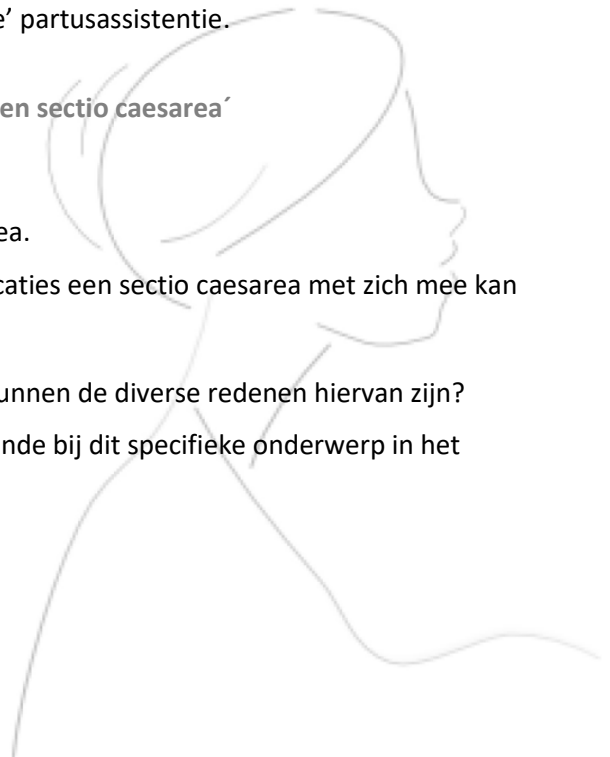 e’ partusassistentie.
en sectio caesarea´
ea.
caties een sectio caesarea met zich mee kan
unnen de diverse redenen hiervan zijn?
nde bij dit specifieke onderwerp in het